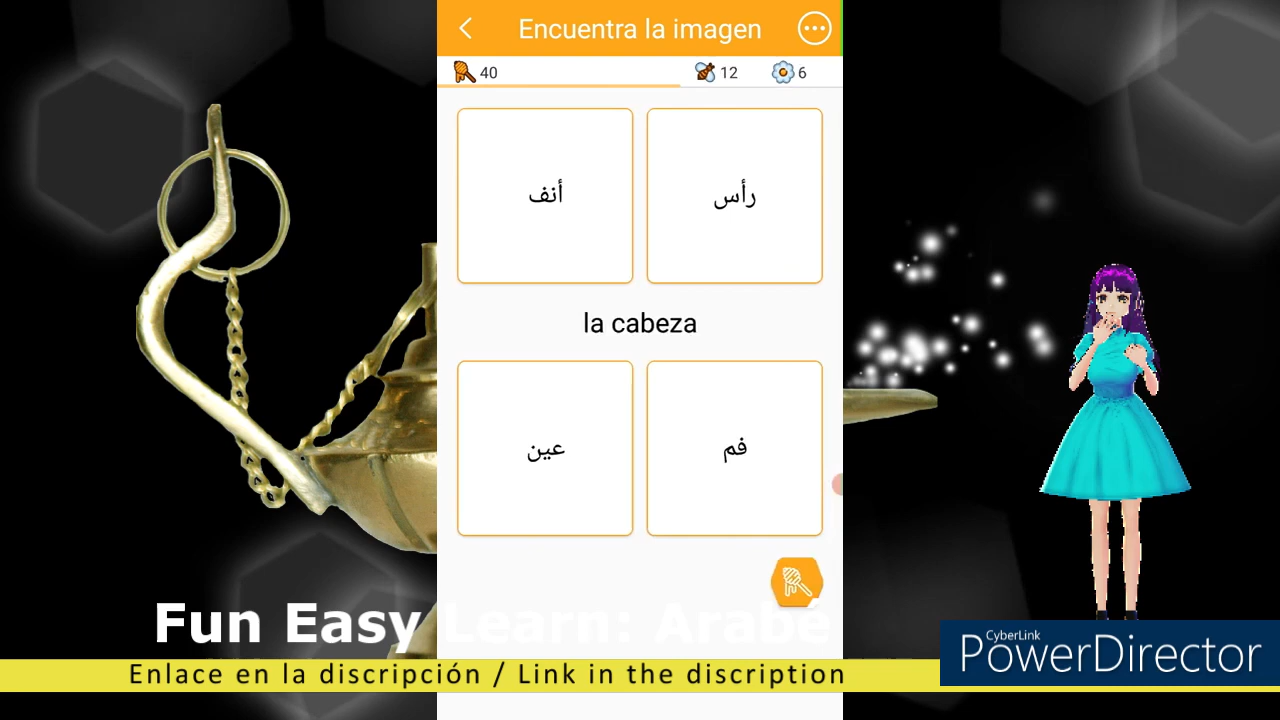 Encuentra la imagen
40 12 6
أنف
رأس
la cabeza
عين
فم
Fun Easy Learn: Arabe
Enlace en la discripción / Link in the discription
CyberLink
PowerDirector